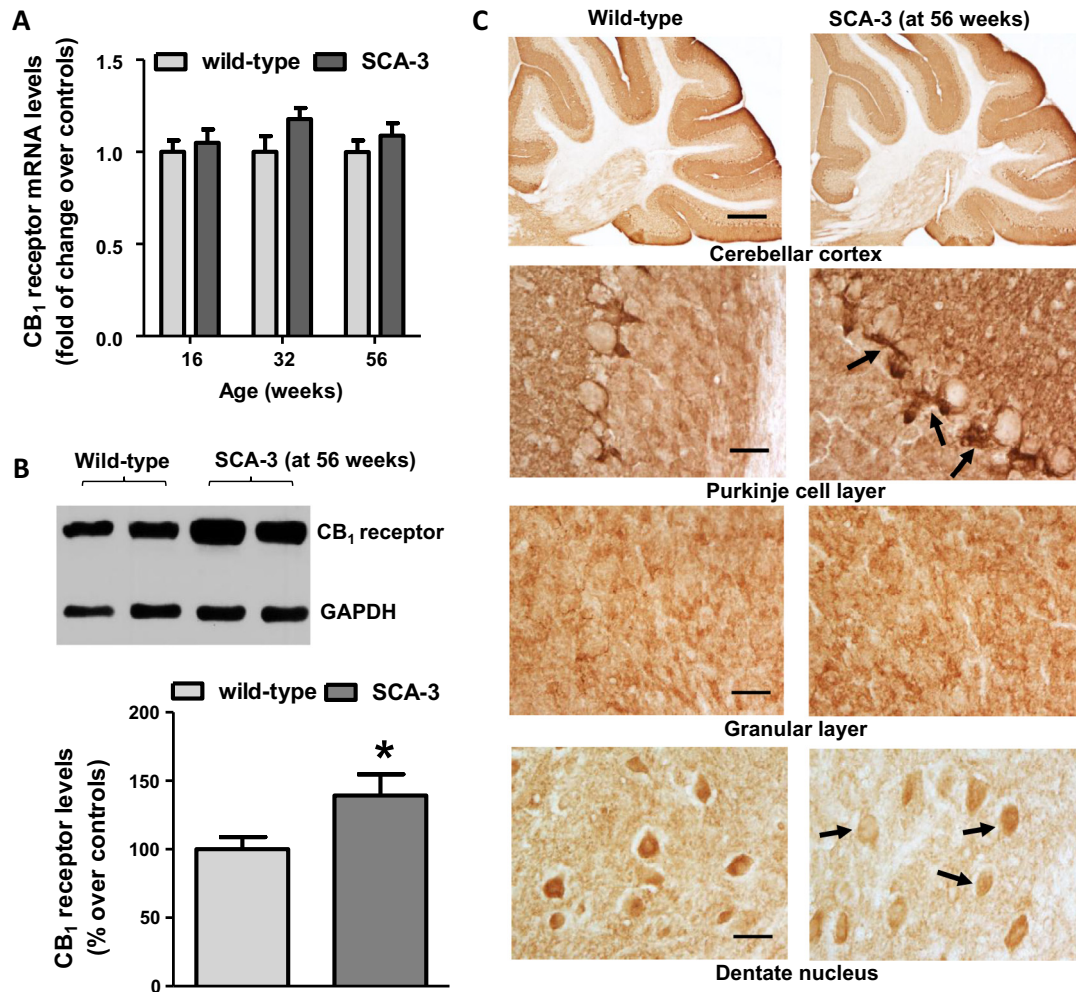 A
CB₁ receptor mRNA levels
(fold of change over controls)
1.5
1.0
0.5
0.0
wild-type SCA-3
16 32 56
Age (weeks)
B
Wild-type SCA-3 (at 56 weeks)
CB₁ receptor
GAPDH
wild-type SCA-3
CB₁ receptor levels
(% over controls)
200
150
100
50
0
*
C
Wild-type SCA-3 (at 56 weeks)
Cerebellar cortex
Purkinje cell layer
Granular layer
Dentate nucleus